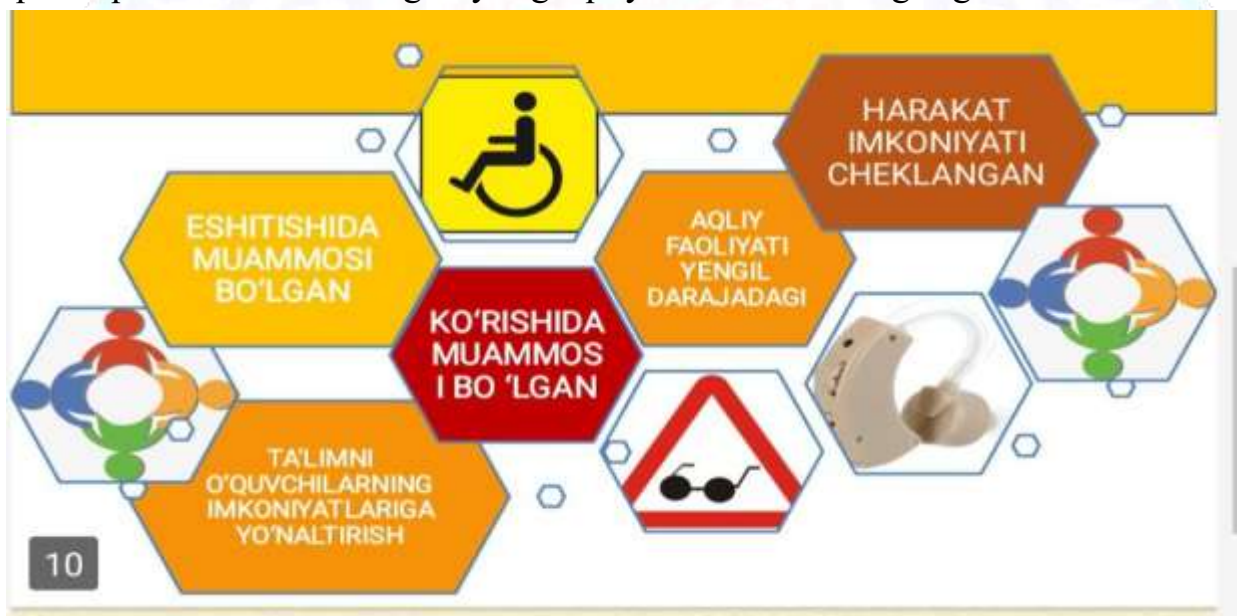 HARAKAT
IMKONIYATI
CHEKLANGAN
ESHITISHIDA
MUAMMOSI
BO'LGAN
AQLIY
FAOLIYATI
YENGIL
DARAJADAGI
KO'RISHIDA
MUAMMOS
I BO 'LGAN
TA'LIMNI
O'QUVCHILARNING
IMKONIYATLARIGA
YO'NALTIRISH
10